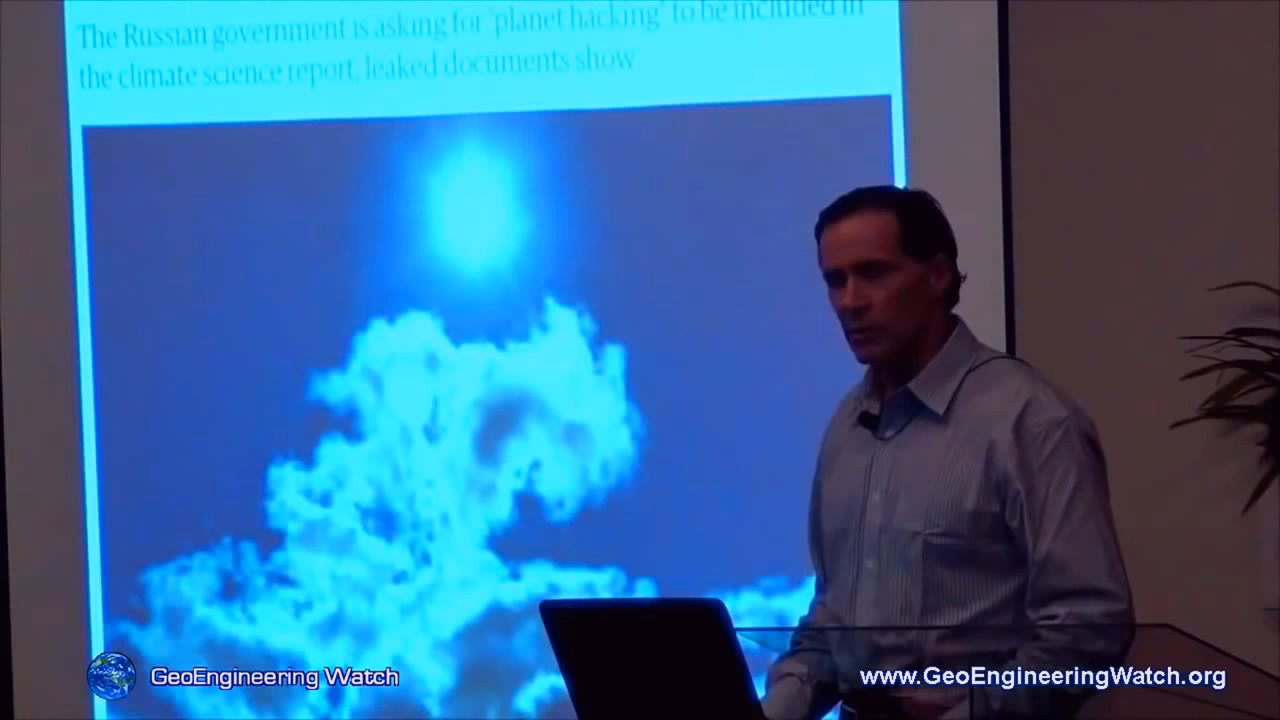 The Russian government is asking for 'planet hacking' to be included in
the climate science report, leaked documents show
GeoEngineering Watch
www.GeoEngineeringWatch.org